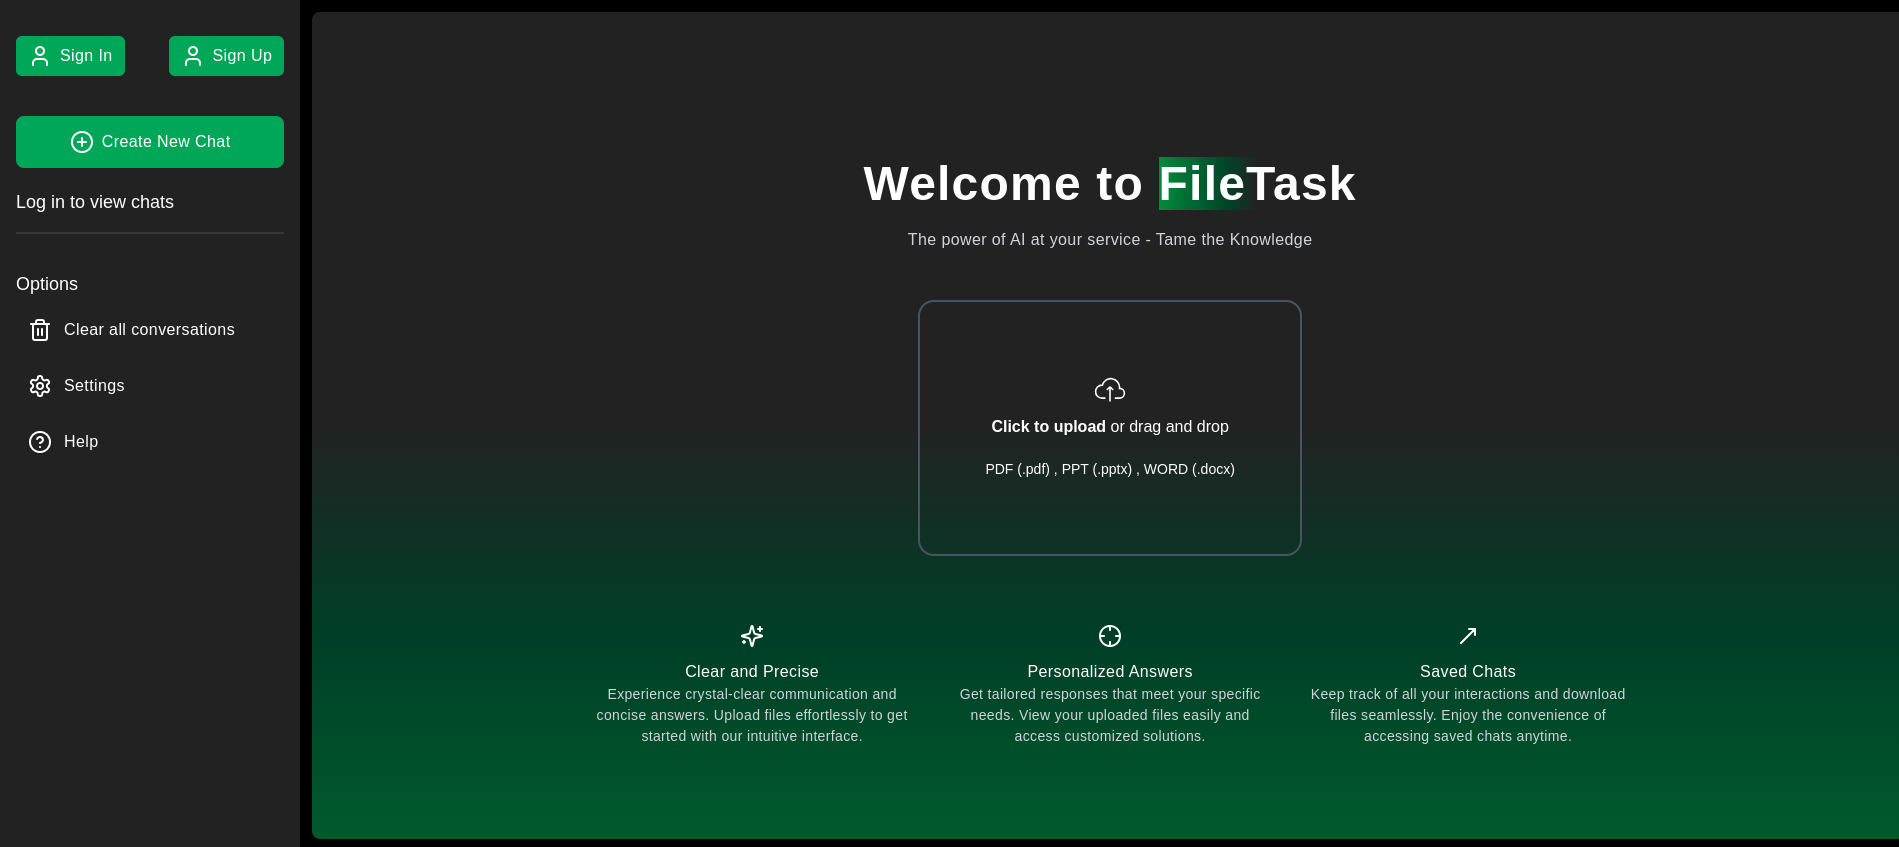 Sign In
Sign Up
Create New Chat
Log in to view chats
Options
Clear all conversations
Settings
Help
Welcome to FileTask
The power of AI at your service - Tame the Knowledge
Click to upload or drag and drop
PDF (.pdf) , PPT (.pptx) , WORD (.docx)
Clear and Precise
Experience crystal-clear communication and
concise answers. Upload files effortlessly to get
started with our intuitive interface.
Personalized Answers
Get tailored responses that meet your specific
needs. View your uploaded files easily and
access customized solutions.
Saved Chats
Keep track of all your interactions and download
files seamlessly. Enjoy the convenience of
accessing saved chats anytime.